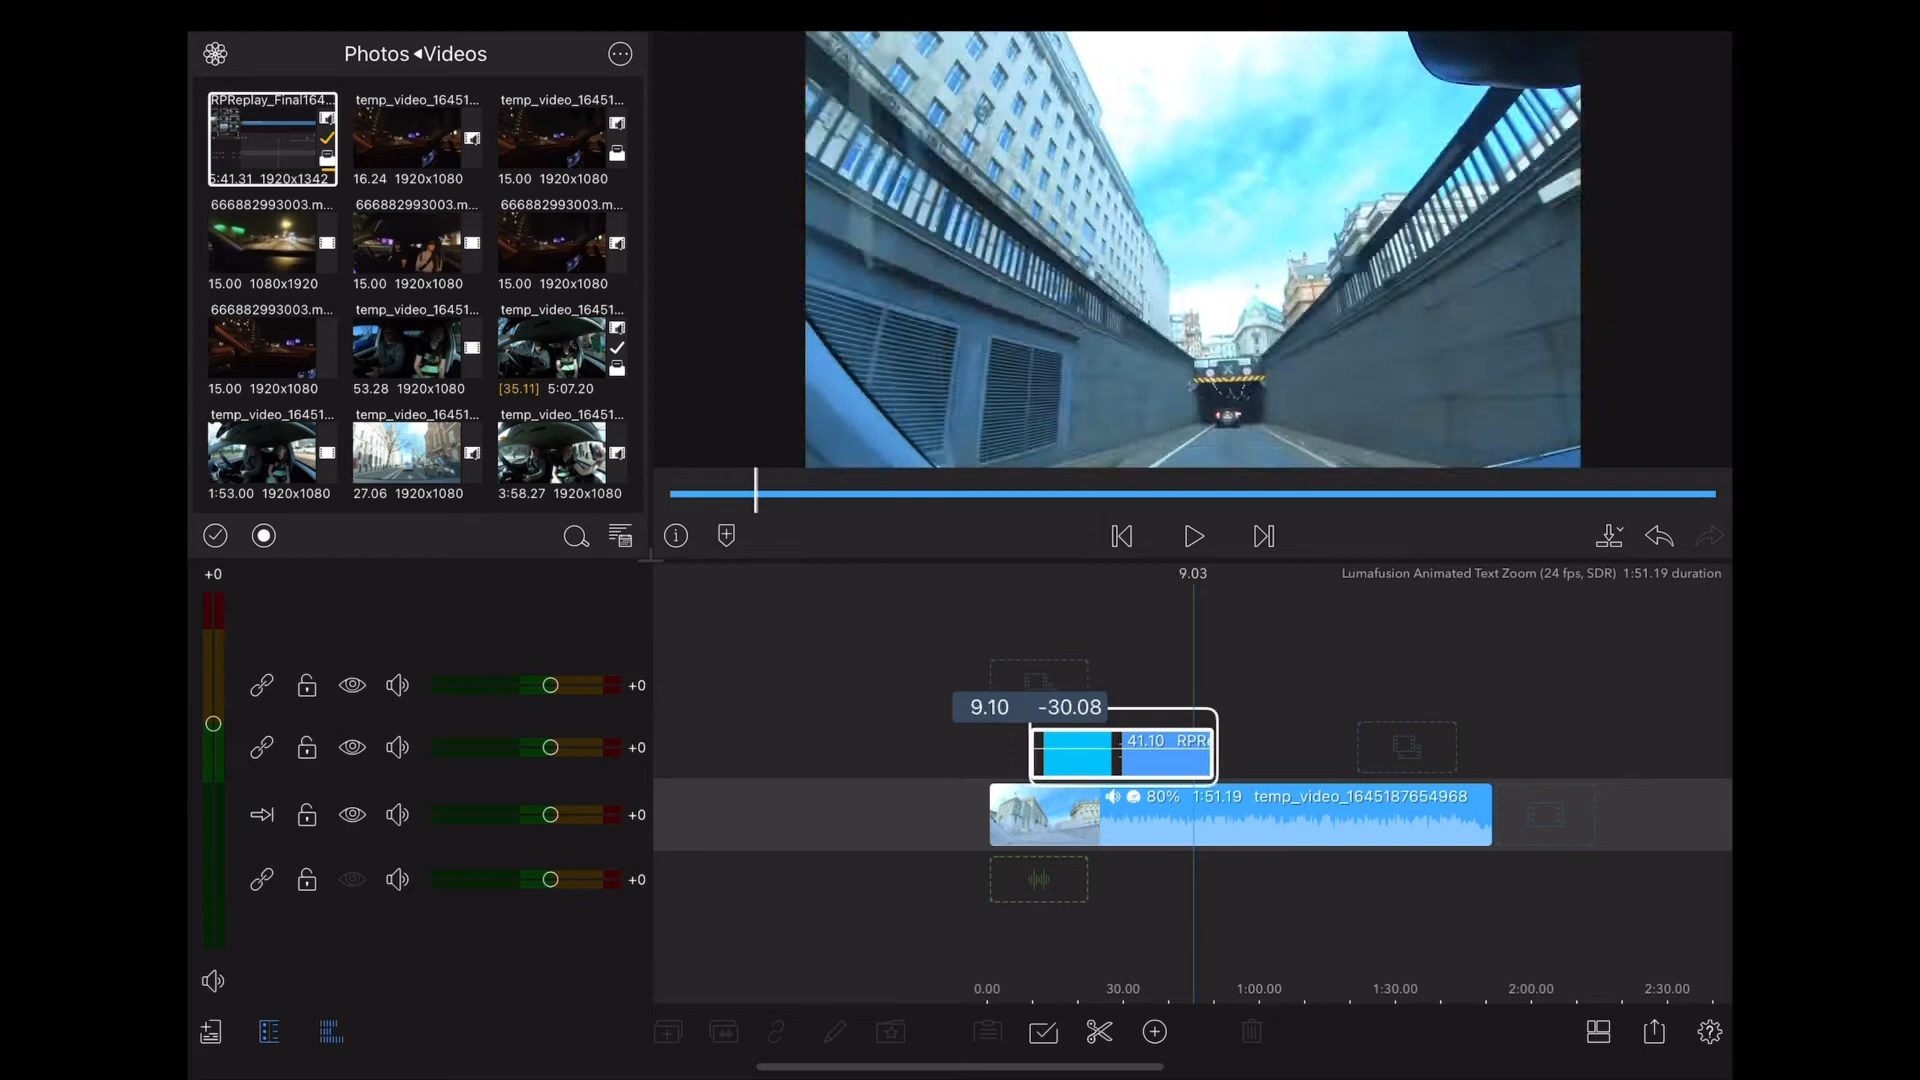 Photos ◂Videos
RPReplay_Final164...
temp_video_16451...
temp_video_16451...
5:41.31 1920x1342
16.24 1920x1080
15.00 1920x1080
666882993003.m...
666882993003.m...
666882993003.m...
15.00 1080x1920
15.00 1920x1080
15.00 1920x1080
666882993003.m...
temp_video_16451...
temp_video_16451...
15.00 1920x1080
53.28 1920x1080
[35.11] 5:07.20
temp_video_16451...
temp_video_16451...
temp_video_16451...
1:53.00 1920x1080
27.06 1920x1080
3:58.27 1920x1080
+0
9.03
Lumafusion Animated Text Zoom (24 fps, SDR) 1:51.19 duration
+0
9.10 -30.08
+0
41.10 RPRe
+0
80% 1:51.19 temp_video_1645187654968
+0
0.00 30.00 1:00.00 1:30.00 2:00.00 2:30.00